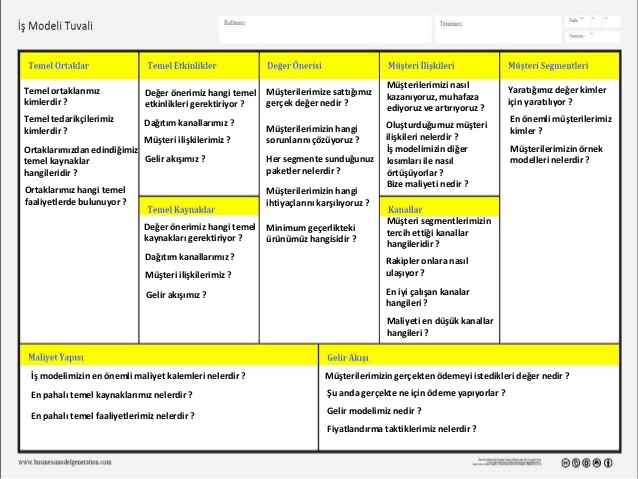 İş Modeli Tuvali
Kullanıcı:
Tasarımcı:
Temel Ortaklar
Temel ortaklarımız
kimlerdir ?
Temel tedarikçilerimiz
kimlerdir ?
Ortaklarımızdan edindiğimiz
temel kaynaklar
hangileridir ?
Ortaklarımız hangi temel
faaliyetlerde bulunuyor ?
Temel Etkinlikler
Değer önerimiz hangi temel
etkinlikleri gerektiriyor ?
Dağıtım kanallarımız ?
Müşteri ilişkilerimiz ?
Gelir akışımız ?
Temel Kaynaklar
Değer önerimiz hangi temel
kaynakları gerektiriyor ?
Dağıtım kanallarımız ?
Müşteri ilişkilerimiz ?
Gelir akışımız ?
Değer Önerisi
Müşterilerimize sattığımız
gerçek değer nedir ?
Müşterilerimizin hangi
sorunlarını çözüyoruz ?
Her segmente sunduğunuz
paketler nelerdir ?
Müşterilerimizin hangi
ihtiyaçlarını karşılıyoruz ?
Minimum geçerlikteki
ürünümüz hangisidir ?
Müşteri İlişkileri
Müşterilerimizi nasıl
kazanıyoruz, muhafaza
ediyoruz ve artırıyoruz ?
Oluşturduğumuz müşteri
ilişkileri nelerdir ?
İş modelimizin diğer
kısımları ile nasıl
örtüşüyorlar ?
Bize maliyeti nedir ?
Kanallar
Müşteri segmentlerimizin
tercih ettiği kanallar
hangileridir ?
Rakipler onlara nasıl
ulaşıyor ?
En iyi çalışan kanalar
hangileri ?
Maliyeti en düşük kanallar
hangileri ?
Müşteri Segmentleri
Yarattığımız değer kimler
için yaratılıyor ?
En önemli müşterilerimiz
kimler ?
Müşterilerimizin örnek
modelleri nelerdir ?
Maliyet Yapısı
İş modelimizin en önemli maliyet kalemleri nelerdir ?
En pahalı temel kaynaklarımız nelerdir ?
En pahalı temel faaliyetlerimiz nelerdir ?
Gelir Akışı
Müşterilerimizin gerçekten ödemeyi istedikleri değer nedir ?
Şu anda gerçekte ne için ödeme yapıyorlar ?
Gelir modelimiz nedir ?
Fiyatlandırma taktiklerimiz nelerdir ?
www.businessmodelgeneration.com